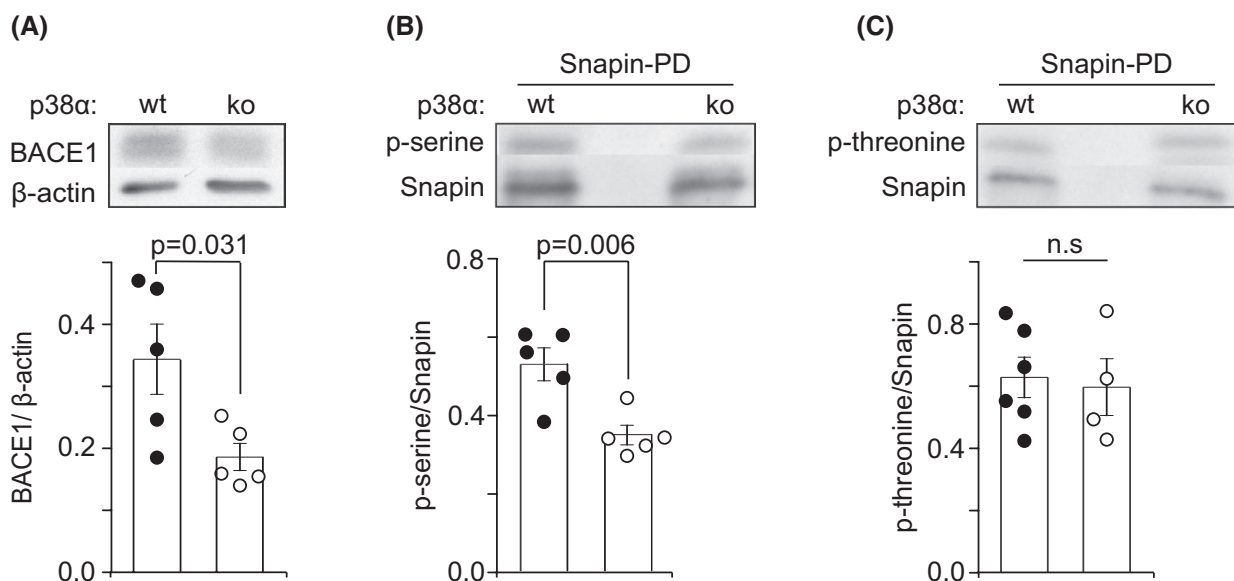 (A)
p38α: wt ko
BACE1
β-actin
p=0.031
0.4
0.2
0.0
BACE1/ β-actin
(B)
Snapin-PD
p38α: wt ko
p-serine
Snapin
p=0.006
0.8
0.4
0.0
p-serine/Snapin
(C)
Snapin-PD
p38α: wt ko
p-threonine
Snapin
n.s
0.8
0.4
0.0
p-threonine/Snapin